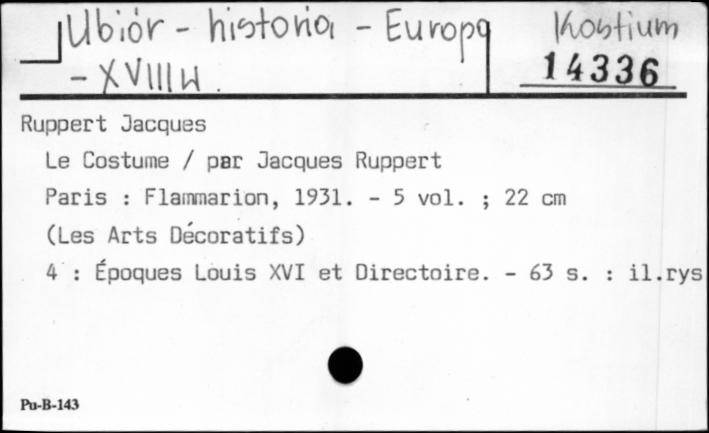 Ubiór - historia - Europa
- XVIII w.
Kostium
14336
Ruppert Jacques
Le Costume / par Jacques Ruppert
Paris : Flammarion, 1931. - 5 vol. ; 22 cm
(Les Arts Décoratifs)
4 : Époques Louis XVI et Directoire. - 63 s. : il.rys
Pu-B-143